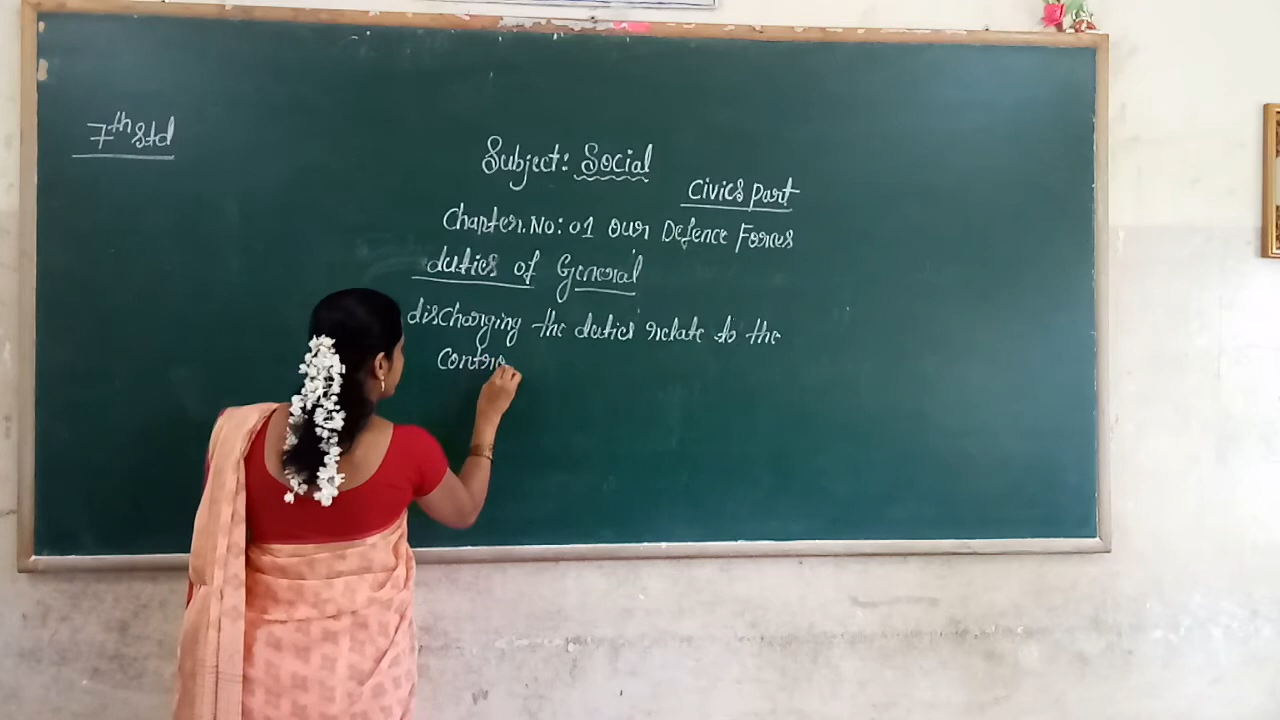 7th Std
Subject: Social
Civics part
Chapter.No: 01 our Defence Forces
duties of General
discharging the duties relate to the
Contro